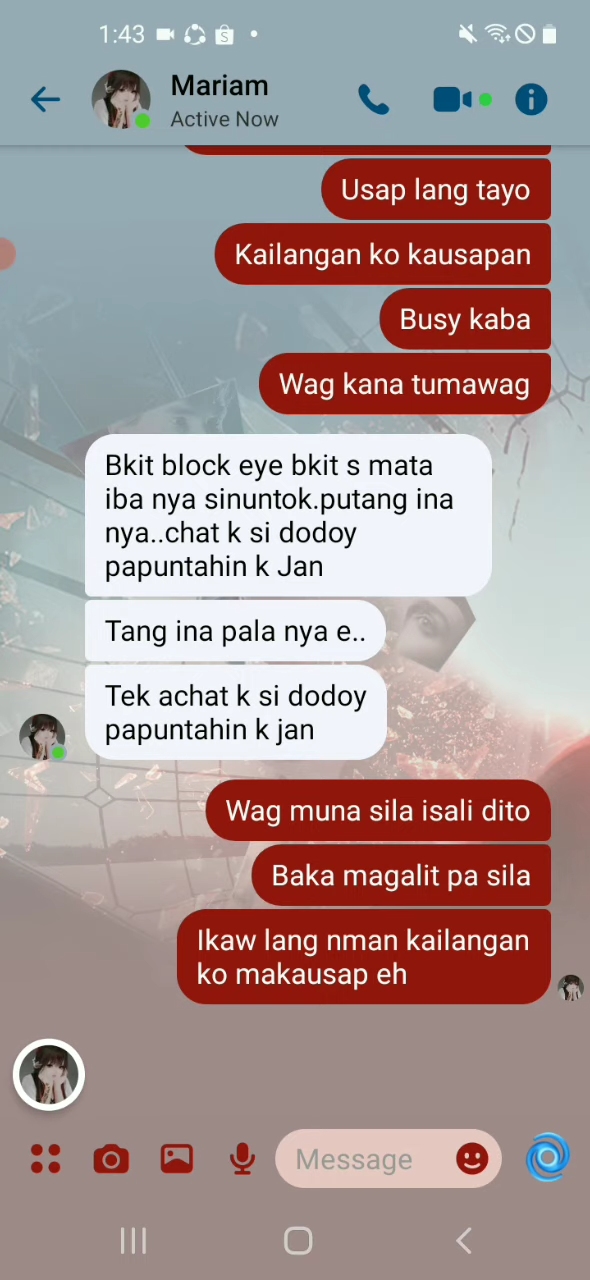 1:43
Mariam
Active Now
Usap lang tayo
Kailangan ko kausapan
Busy kaba
Wag kana tumawag
Bkit block eye bkit s mata
iba nya sinuntok.putang ina
nya..chat k si dodoy
papuntahin k Jan
Tang ina pala nya e..
Tek achat k si dodoy
papuntahin k jan
Wag muna sila isali dito
Baka magalit pa sila
Ikaw lang nman kailangan
ko makausap eh
Message